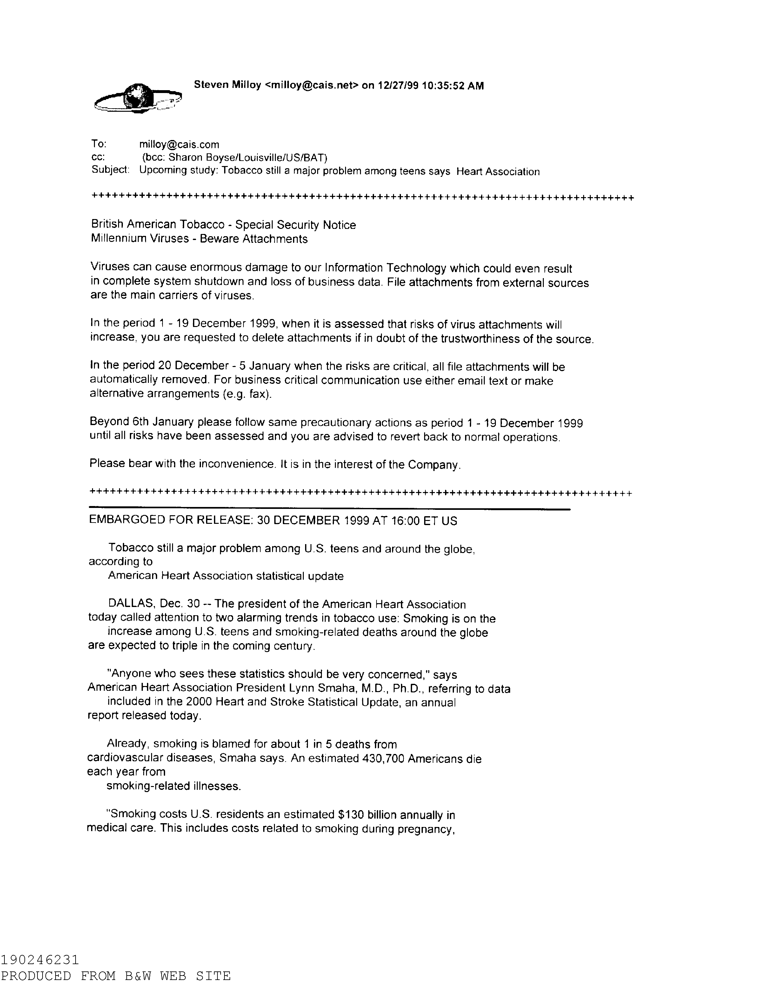 Steven Milloy <milloy@cais.net> on 12/27/99 10:35:52 AM
To: milloy@cais.com
cc: (bcc: Sharon Boyse/Louisville/US/BAT)
Subject: Upcoming study: Tobacco still a major problem among teens says Heart Association
++++++++++++++++++++++++++++++++++++++++++++++++++++++++++++++++++++++++++++++++
British American Tobacco - Special Security Notice
Millennium Viruses - Beware Attachments
Viruses can cause enormous damage to our Information Technology which could even result
in complete system shutdown and loss of business data. File attachments from external sources
are the main carriers of viruses.
In the period 1 - 19 December 1999, when it is assessed that risks of virus attachments will
increase, you are requested to delete attachments if in doubt of the trustworthiness of the source.
In the period 20 December - 5 January when the risks are critical, all file attachments will be
automatically removed. For business critical communication use either email text or make
alternative arrangements (e.g. fax).
Beyond 6th January please follow same precautionary actions as period 1 - 19 December 1999
until all risks have been assessed and you are advised to revert back to normal operations.
Please bear with the inconvenience. It is in the interest of the Company.
++++++++++++++++++++++++++++++++++++++++++++++++++++++++++++++++++++++++++++++++
EMBARGOED FOR RELEASE: 30 DECEMBER 1999 AT 16:00 ET US
Tobacco still a major problem among U.S. teens and around the globe,
according to
American Heart Association statistical update
DALLAS, Dec. 30 -- The president of the American Heart Association
today called attention to two alarming trends in tobacco use: Smoking is on the
increase among U.S. teens and smoking-related deaths around the globe
are expected to triple in the coming century.
"Anyone who sees these statistics should be very concerned," says
American Heart Association President Lynn Smaha, M.D., Ph.D., referring to data
included in the 2000 Heart and Stroke Statistical Update, an annual
report released today.
Already, smoking is blamed for about 1 in 5 deaths from
cardiovascular diseases, Smaha says. An estimated 430,700 Americans die
each year from
smoking-related illnesses.
"Smoking costs U.S. residents an estimated $130 billion annually in
medical care. This includes costs related to smoking during pregnancy,
190246231
PRODUCED FROM B&W WEB SITE